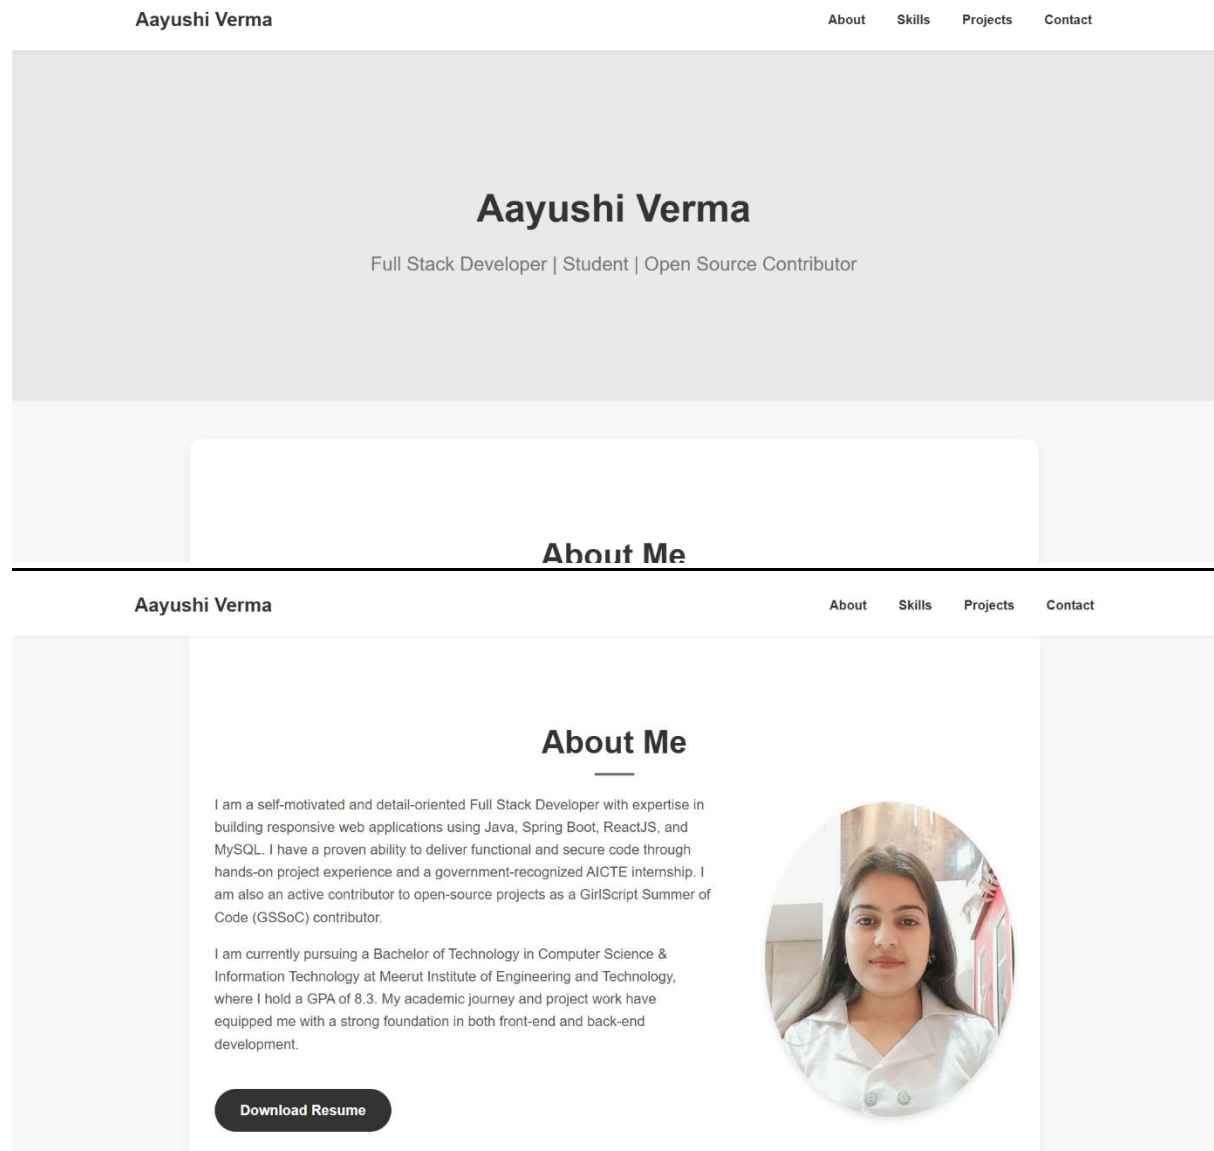 Aayushi Verma
About Skills Projects Contact
Aayushi Verma
Full Stack Developer | Student | Open Source Contributor
About Me
Aayushi Verma
About Skills Projects Contact
About Me
I am a self-motivated and detail-oriented Full Stack Developer with expertise in
building responsive web applications using Java, Spring Boot, ReactJS, and
MySQL. I have a proven ability to deliver functional and secure code through
hands-on project experience and a government-recognized AICTE internship. I
am also an active contributor to open-source projects as a GirlScript Summer of
Code (GSSoC) contributor.
I am currently pursuing a Bachelor of Technology in Computer Science &
Information Technology at Meerut Institute of Engineering and Technology,
where I hold a GPA of 8.3. My academic journey and project work have
equipped me with a strong foundation in both front-end and back-end
development.
Download Resume